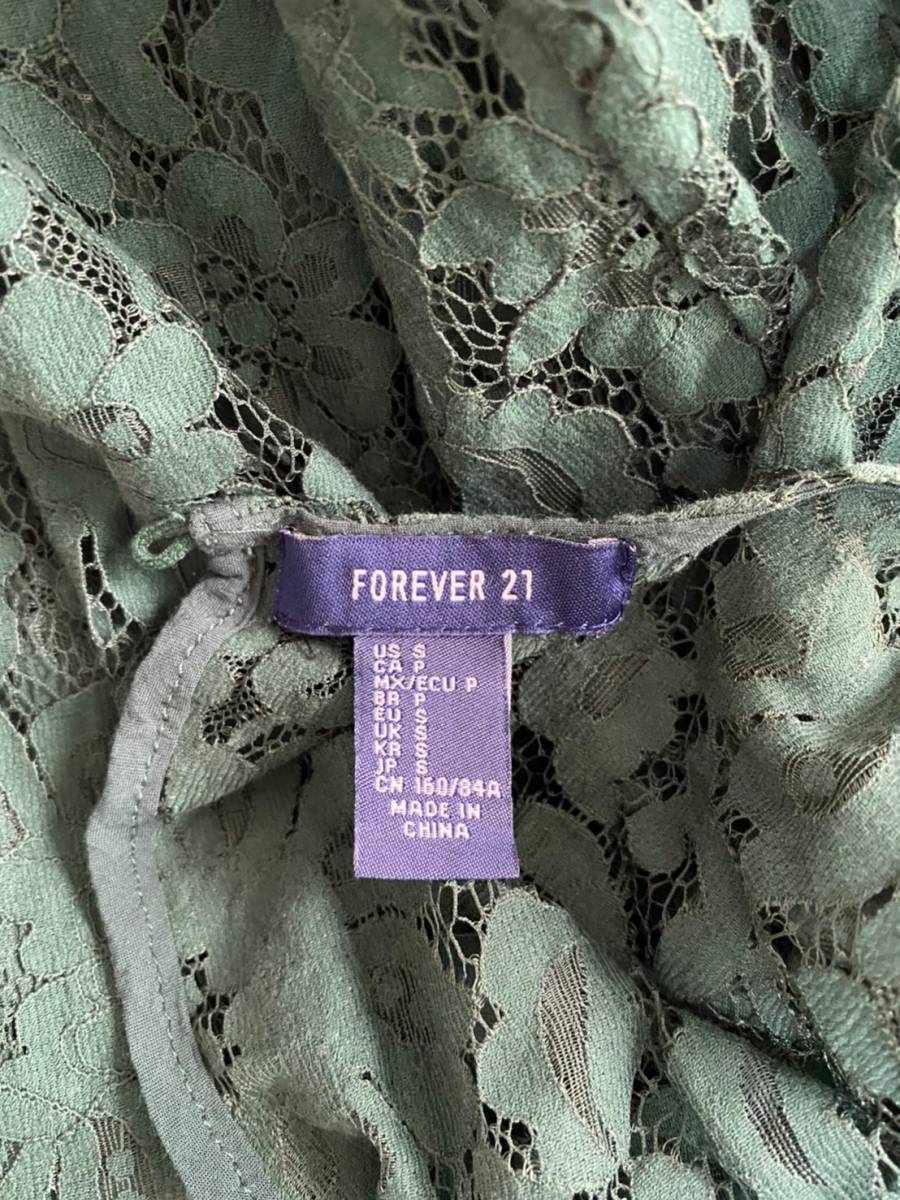 FOREVER 21
US S
CA P
MX/ECU P
BR P
EU S
UK S
KR S
JP S
CN 160/84A
MADE IN
CHINA